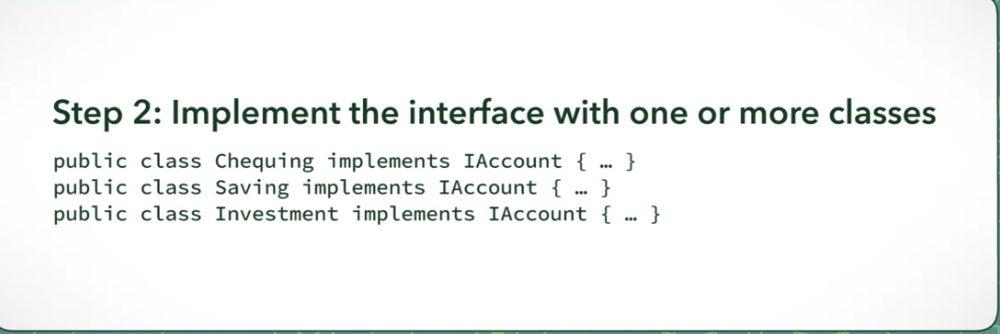 Step 2: Implement the interface with one or more classes
public class Chequing implements IAccount { … }
public class Saving implements IAccount { … }
public class Investment implements IAccount { … }